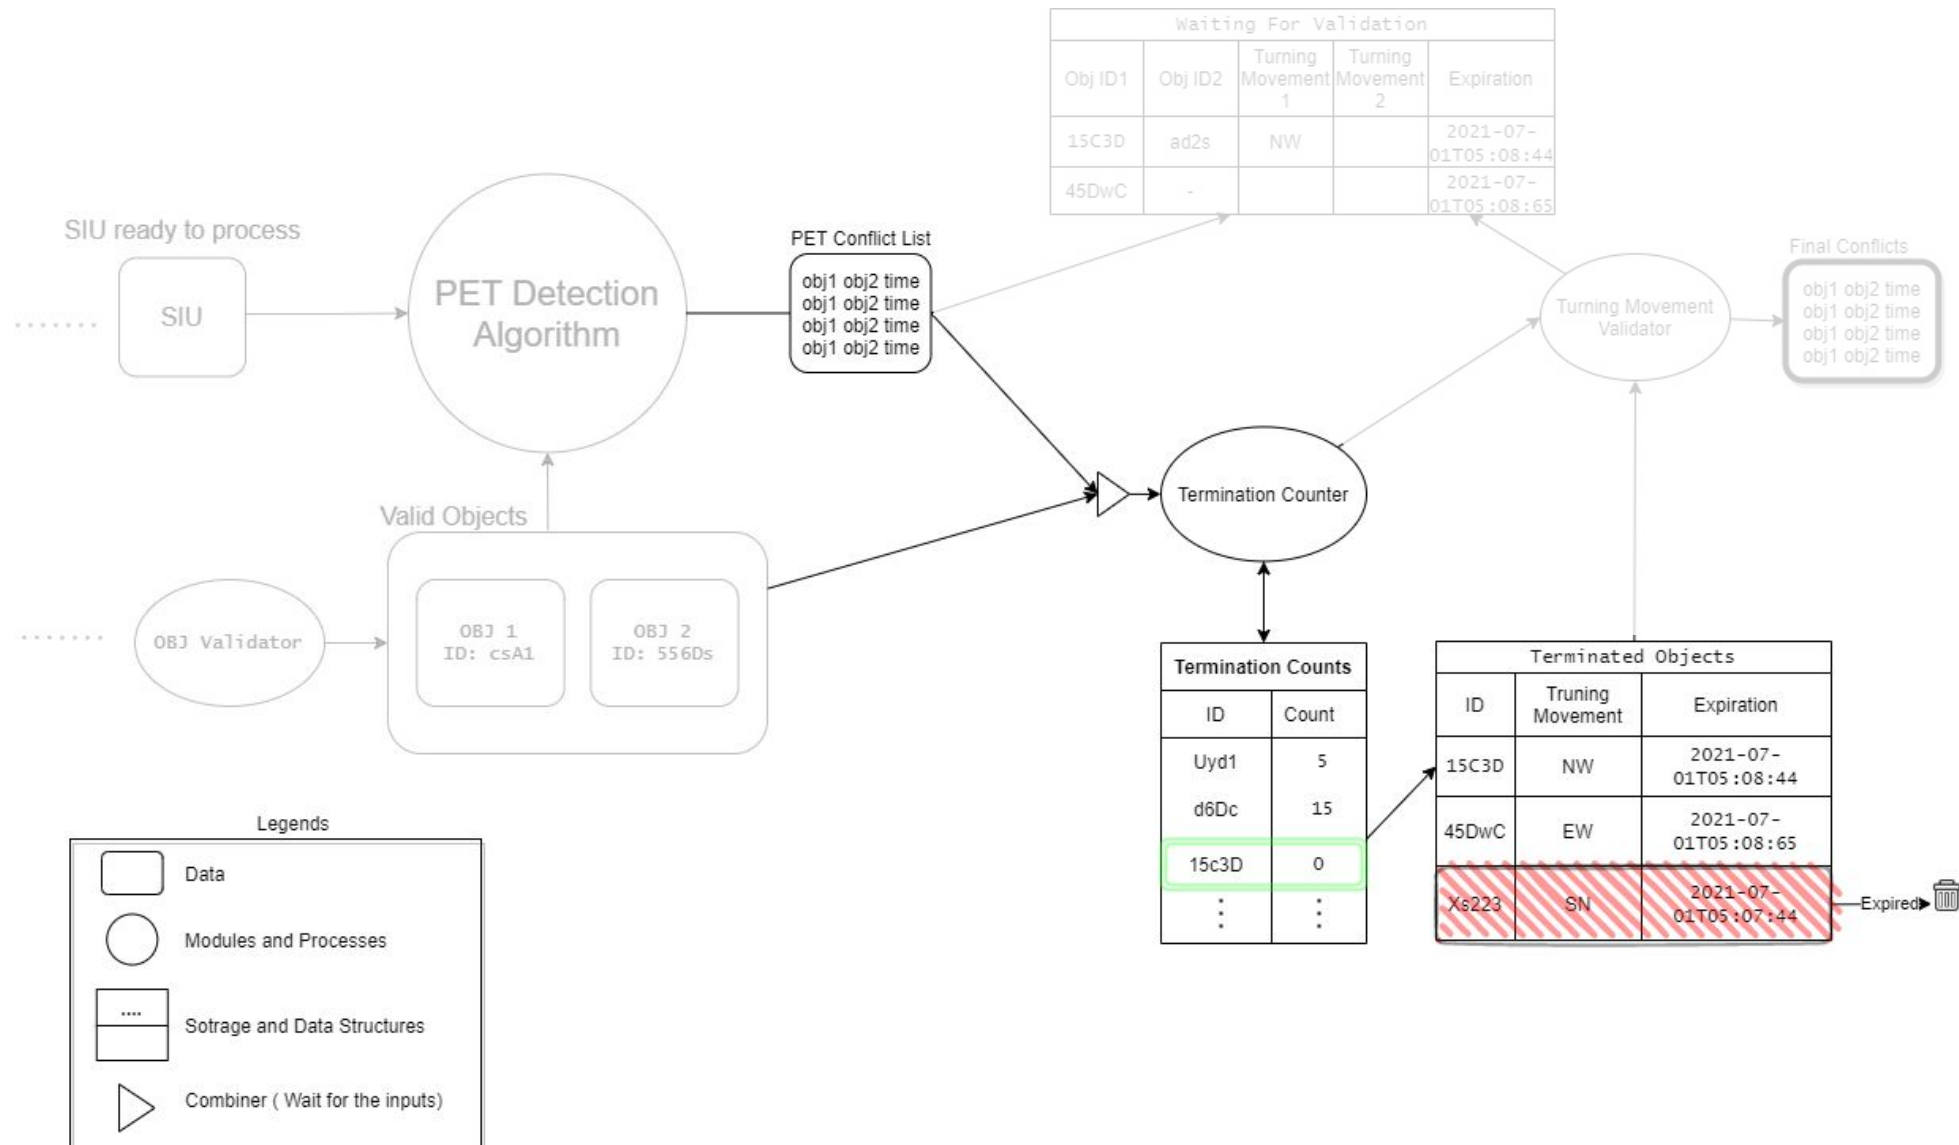 Waiting For Validation
Obj ID1 Obj ID2 Turning Movement 1 Turning Movement 2 Expiration
15C3D ad2s NW 2021-07-
01T05:08:44
45DwC - 2021-07-
01T05:08:65
SIU ready to process
SIU
PET Detection
Algorithm
PET Conflict List
obj1 obj2 time
obj1 obj2 time
obj1 obj2 time
obj1 obj2 time
Turning Movement
Validator
Final Conflicts
obj1 obj2 time
obj1 obj2 time
obj1 obj2 time
obj1 obj2 time
Termination Counter
Valid Objects
OBJ Validator
OBJ 1
ID: csA1
OBJ 2
ID: 556Ds
Termination Counts
ID Count
Uyd1 5
d6Dc 15
15c3D 0
Terminated Objects
ID Truning Movement Expiration
15C3D NW 2021-07-
01T05:08:44
45DwC EW 2021-07-
01T05:08:65
Xs223 SN 2021-07-
01T05:07:44
Expired
Legends
Data
Modules and Processes
....
Sotrage and Data Structures
Combiner ( Wait for the inputs)